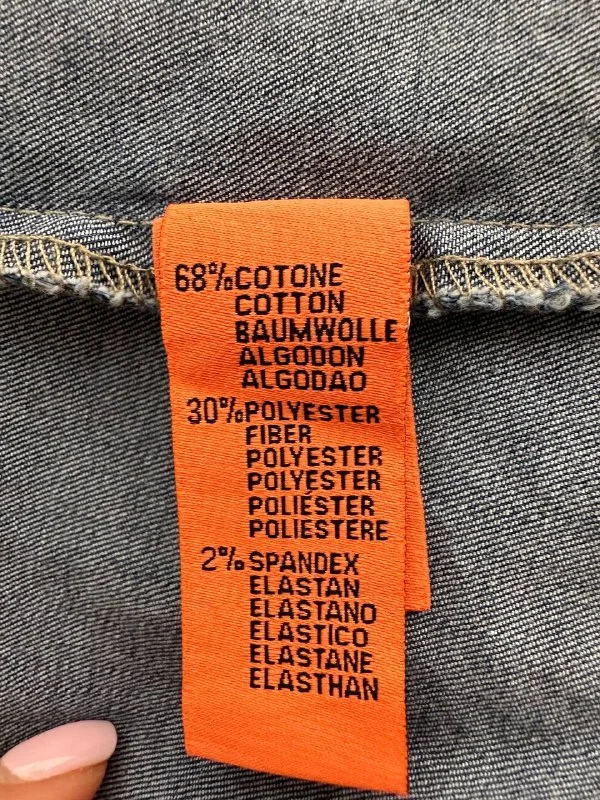 68% COTONE
COTTON
BAUMWOLLE
ALGODON
ALGODAO
30% POLYESTER
FIBER
POLYESTER
POLYESTER
POLIÉSTER
POLIESTERE
2% SPANDEX
ELASTAN
ELASTANO
ELASTICO
ELASTANE
ELASTHAN